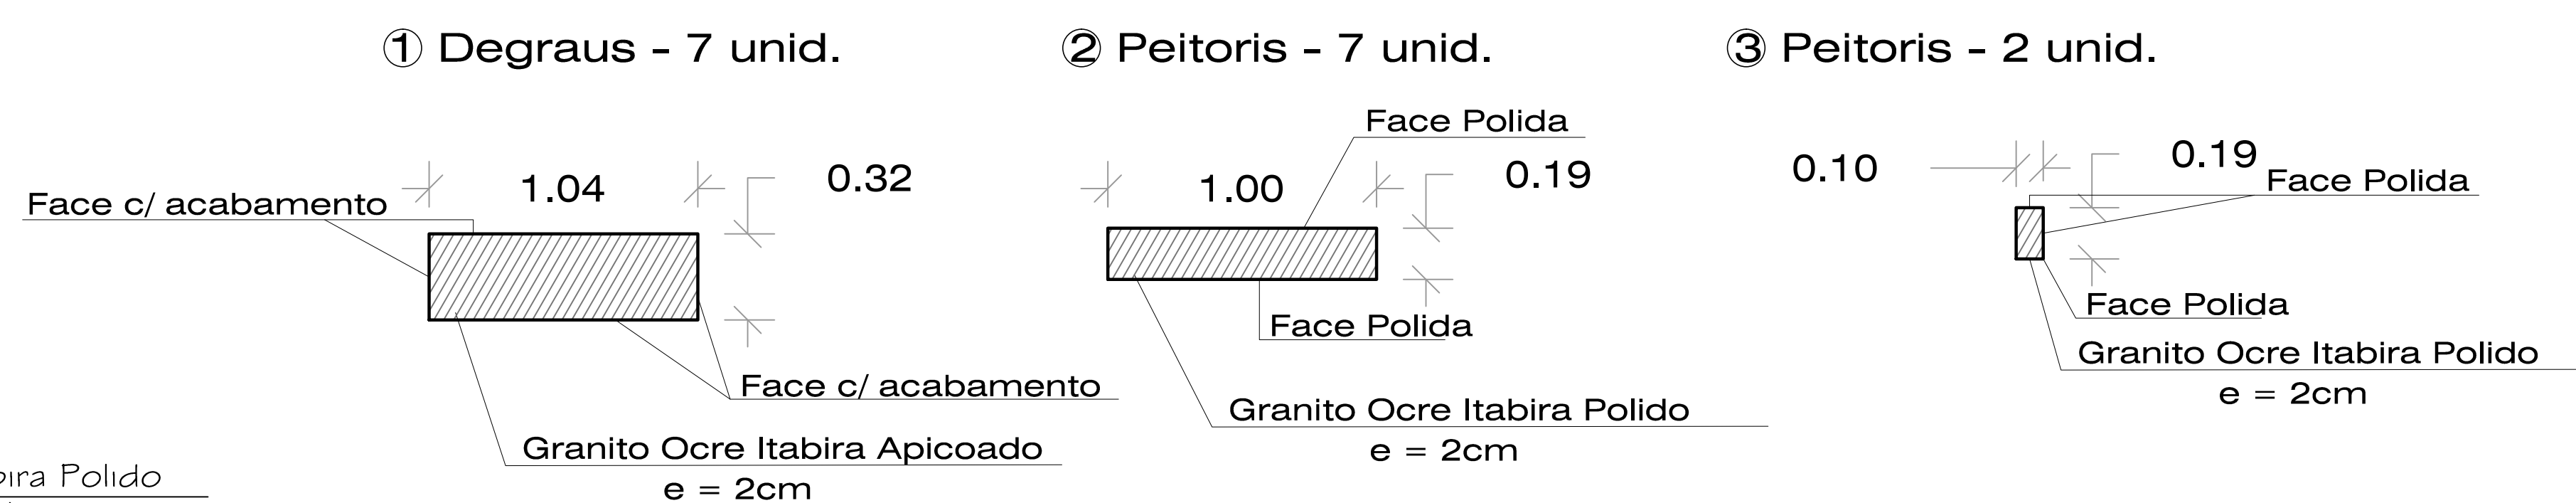 ① Degraus - 7 unid.
② Peitoris - 7 unid.
③ Peitoris - 2 unid.
Face c/ acabamento
1.04
0.32
Face c/ acabamento
Granito Ocre Itabira Apicoado
e = 2cm
Face Polida
1.00
0.19
Face Polida
Granito Ocre Itabira Polido
e = 2cm
0.10
0.19
Face Polida
Face Polida
Granito Ocre Itabira Polido
e = 2cm
Polido